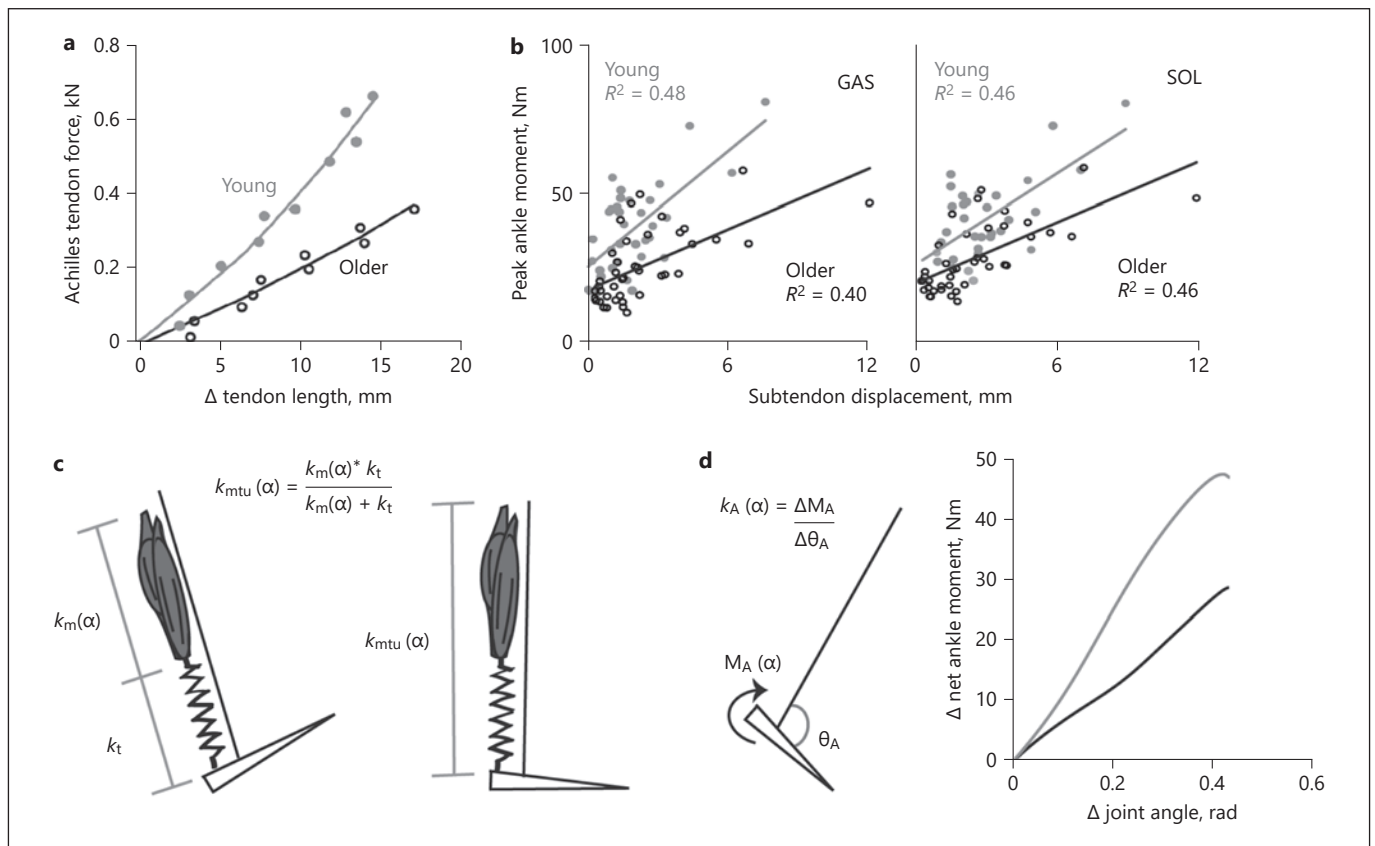 a
0.8
0.6
0.4
0.2
0
Achilles tendon force, kN
Young
Older
0
5
10
15
20
Δ tendon length, mm
b
100
50
0
Peak ankle moment, Nm
Young
R² = 0.48
GAS
Older
R² = 0.40
0
6
12
Young
R² = 0.46
SOL
Older
R² = 0.46
0
6
12
Subtendon displacement, mm
c
kmtu (α) = km(α)* kt
km(α) + kt
km(α)
kt
kmtu (α)
d
kA (α) = ΔMA
ΔθA
MA (α)
θA
50
40
30
20
10
0
Δ net ankle moment, Nm
0
0.2
0.4
0.6
Δ joint angle, rad